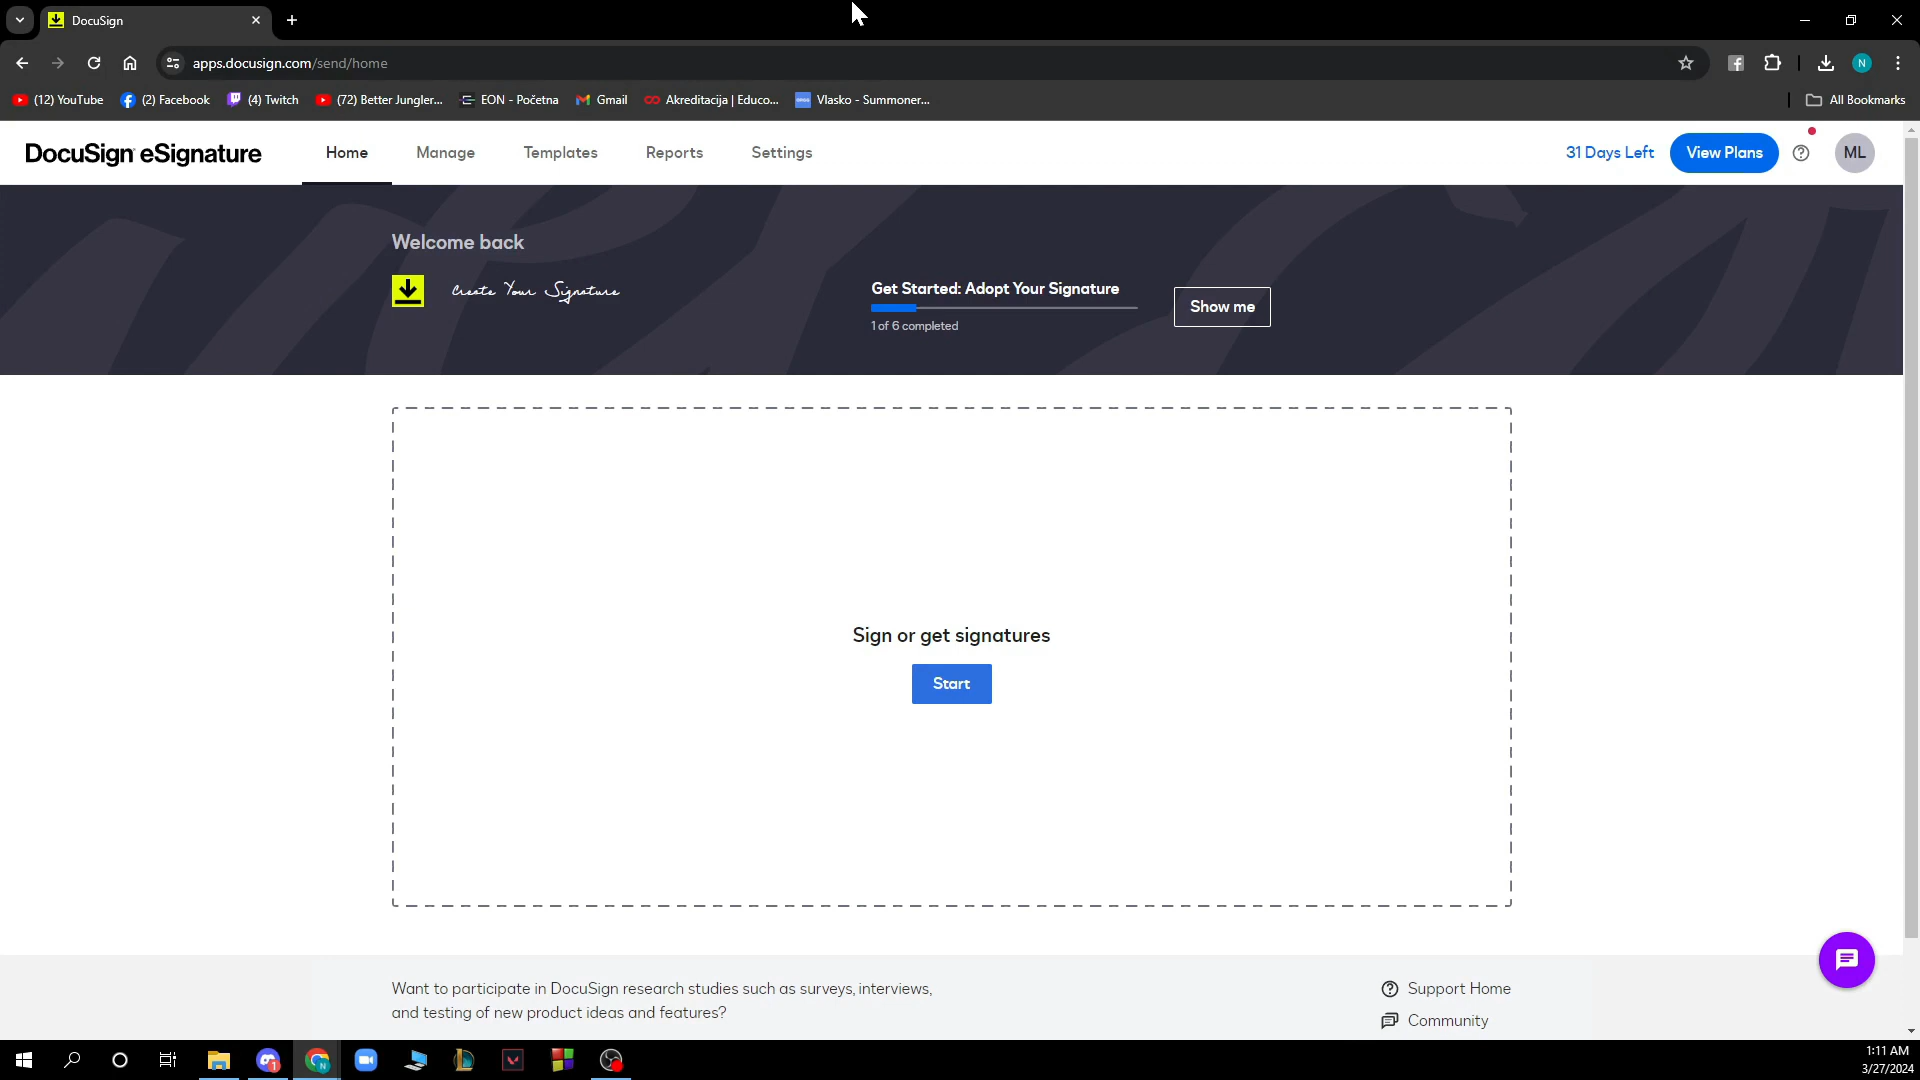 DocuSign
apps.docusign.com/send/home
(12) YouTube
(2) Facebook
(4) Twitch
(72) Better Jungler...
EON - Početna
Gmail
Akreditacija | Educo...
Vlasko - Summoner...
All Bookmarks
N
DocuSign eSignature
Home
Manage
Templates
Reports
Settings
31 Days Left
View Plans
ML
Welcome back
Create Your Signature
Get Started: Adopt Your Signature
1 of 6 completed
Show me
Sign or get signatures
Start
Want to participate in DocuSign research studies such as surveys, interviews,
and testing of new product ideas and features?
Support Home
Community
1:11 AM
3/27/2024